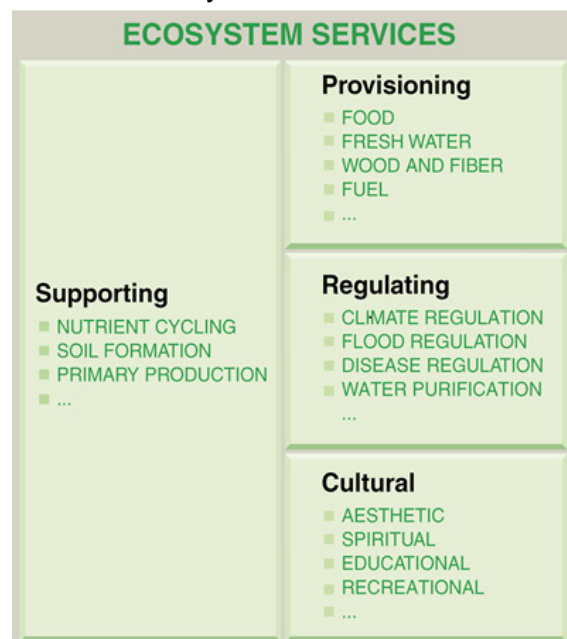 ECOSYSTEM SERVICES
Supporting
NUTRIENT CYCLING
SOIL FORMATION
PRIMARY PRODUCTION
...
Provisioning
FOOD
FRESH WATER
WOOD AND FIBER
FUEL
...
Regulating
CLIMATE REGULATION
FLOOD REGULATION
DISEASE REGULATION
WATER PURIFICATION
...
Cultural
AESTHETIC
SPIRITUAL
EDUCATIONAL
RECREATIONAL
...